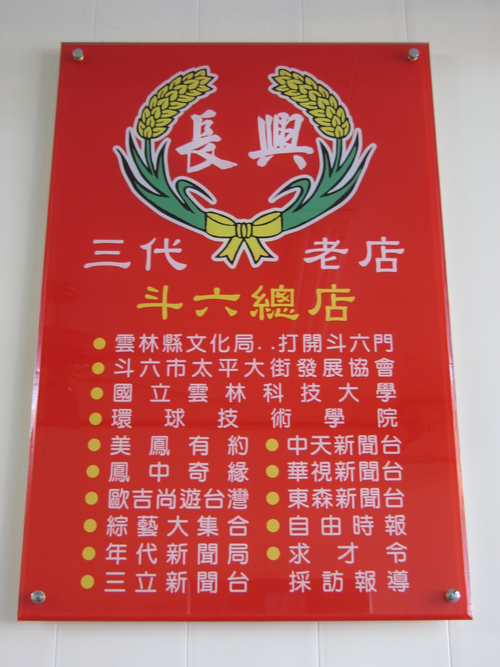 長興
三代 老店
斗六總店
●雲林縣文化局..打開斗六門
●斗六市太平大街發展協會
●國立雲林科技大學
●環球技術學院
●美鳳有約 ●中天新聞台
●鳳中奇緣 ●華視新聞台
●歐吉尚遊台灣 ●東森新聞台
●綜藝大集合 ●自由時報
●年代新聞局 ●求才令
●三立新聞台 採訪報導